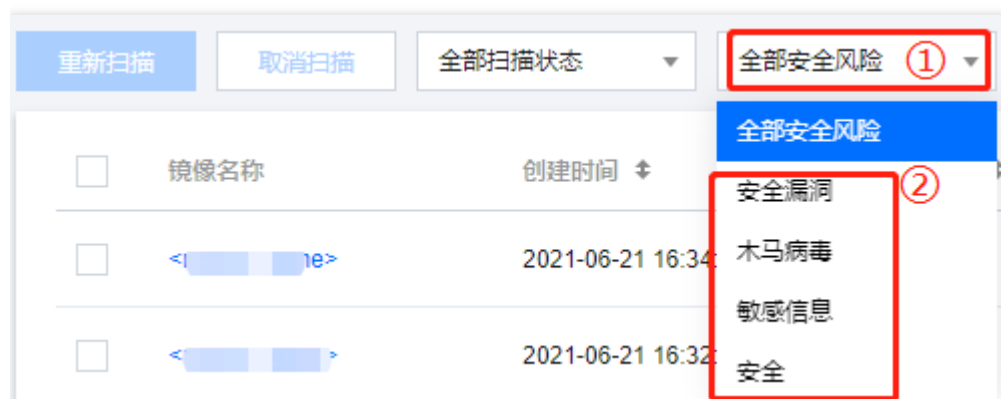 重新扫描 取消扫描 全部扫描状态 全部安全风险 ①
全部安全风险
镜像名称 创建时间
安全漏洞 ②
木马病毒
2021-06-21 16:34
敏感信息
2021-06-21 16:32
安全